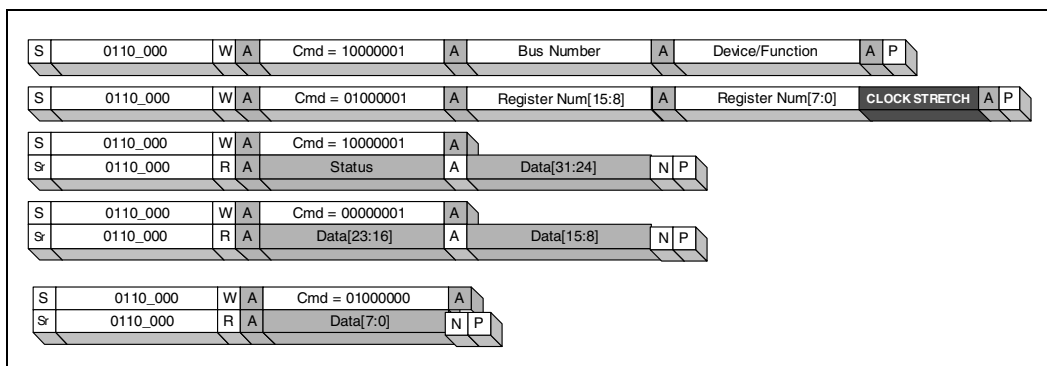 S 0110_000 W A Cmd = 10000001 A Bus Number A Device/Function A P
S 0110_000 W A Cmd = 01000001 A Register Num[15:8] A Register Num[7:0] CLOCK STRETCH A P
S 0110_000 W A Cmd = 10000001 A
Sr 0110_000 R A Status A Data[31:24] N P
S 0110_000 W A Cmd = 00000001 A
Sr 0110_000 R A Data[23:16] A Data[15:8] N P
S 0110_000 W A Cmd = 01000000 A
Sr 0110_000 R A Data[7:0] N P